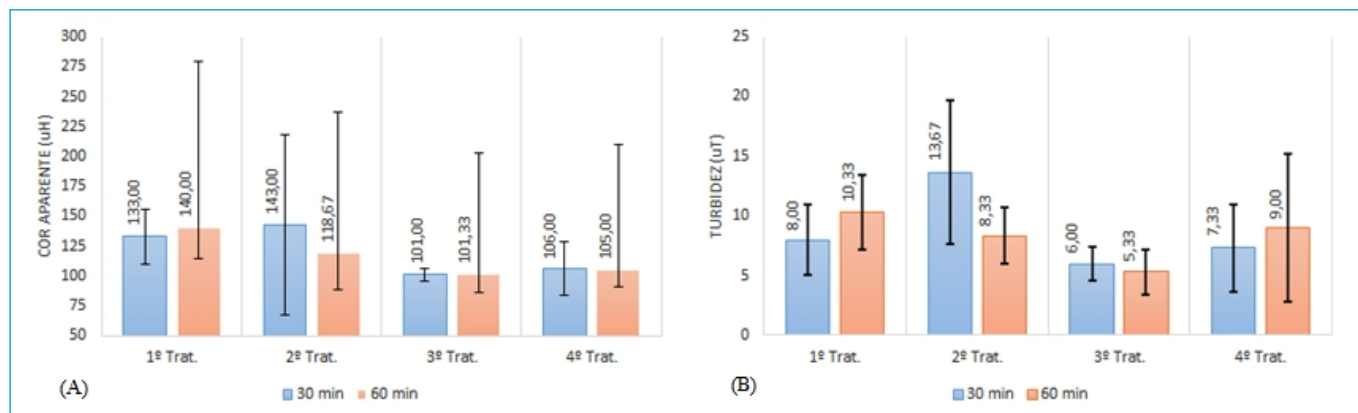 COR APARENTE (uH)
300
275
250
225
200
175
150
125
100
75
50
133,00
140,00
143,00
118,67
101,00
101,33
106,00
105,00
1º Trat.
2º Trat.
3º Trat.
4º Trat.
30 min
60 min
(A)
TURBIDEZ (uT)
25
20
15
10
5
0
8,00
10,33
13,67
8,33
6,00
5,33
7,33
9,00
1º Trat.
2º Trat.
3º Trat.
4º Trat.
30 min
60 min
(B)